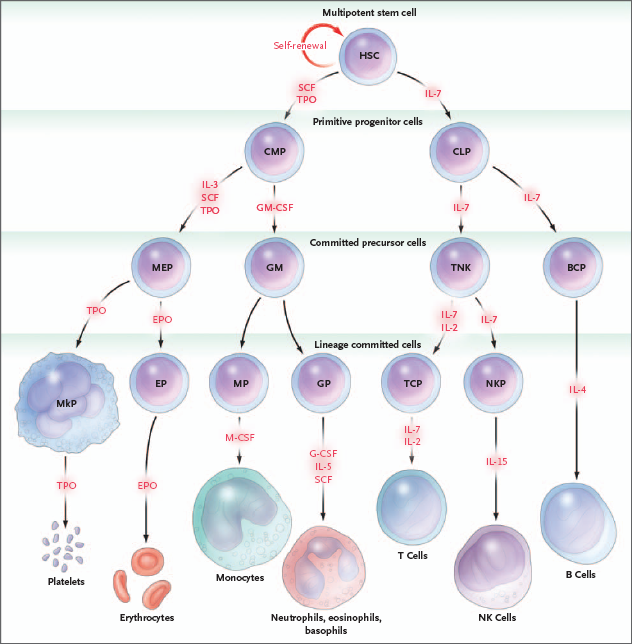 Multipotent stem cell
Self-renewal
HSC
SCF
TPO
IL-7
Primitive progenitor cells
CMP
CLP
IL-3
SCF
TPO
GM-CSF
IL-7
IL-7
Committed precursor cells
MEP
GM
TNK
BCP
TPO
EPO
IL-7
IL-2
IL-7
Lineage committed cells
MkP
EP
MP
GP
TCP
NKP
IL-4
M-CSF
G-CSF
IL-5
SCF
IL-7
IL-2
IL-15
TPO
EPO
Platelets
Erythrocytes
Monocytes
Neutrophils, eosinophils,
basophils
T Cells
NK Cells
B Cells